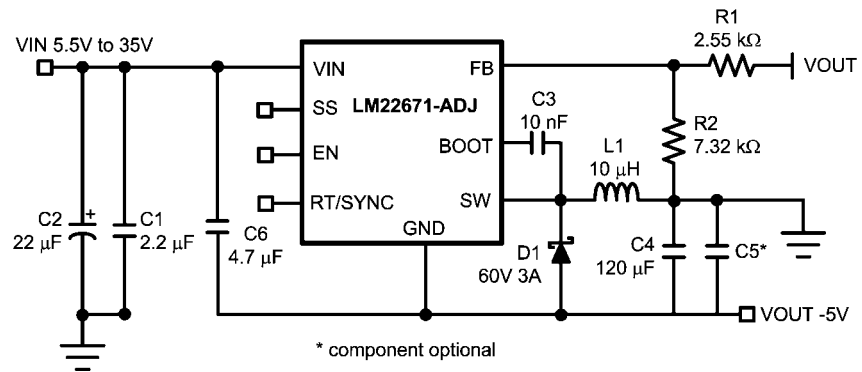 R1
2.55 kΩ
VIN 5.5V to 35V
VOUT
VIN
FB
SS
LM22671-ADJ
C3
10 nF
R2
7.32 kΩ
EN
BOOT
L1
10 μH
RT/SYNC
SW
C2
22 μF
+
C1
2.2 μF
C6
4.7 μF
GND
D1
60V 3A
C4
120 μF
C5*
VOUT -5V
* component optional